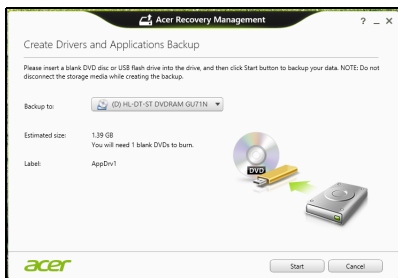 Acer Recovery Management
Create Drivers and Applications Backup
Please insert a blank DVD disc or USB flash drive into the drive, and then click Start button to backup your data. NOTE: Do not
disconnect the storage media while creating the backup.
Backup to:
(D) HL-DT-ST DVDRAM GU71N
Estimated size:
1.39 GB
You will need 1 blank DVDs to burn.
Label:
AppDrv1
DVD
acer
Start
Cancel